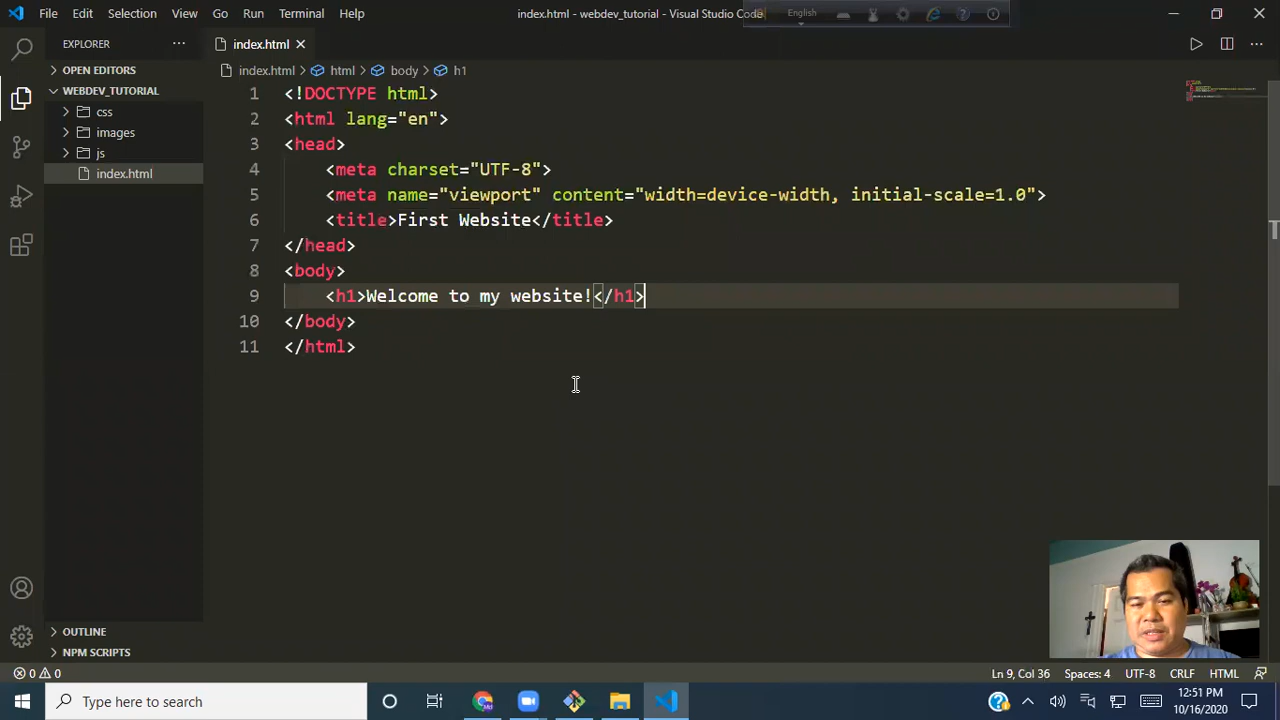 File Edit Selection View Go Run Terminal Help
index.html - webdev_tutorial - Visual Studio Code
English
EXPLORER
OPEN EDITORS
WEBDEV_TUTORIAL
css
images
js
index.html
OUTLINE
NPM SCRIPTS
index.html
index.html > html > body > h1
1 <!DOCTYPE html>
2 <html lang="en">
3 <head>
4 <meta charset="UTF-8">
5 <meta name="viewport" content="width=device-width, initial-scale=1.0">
6 <title>First Website</title>
7 </head>
8 <body>
9 <h1>Welcome to my website!</h1>
10 </body>
11 </html>
0 0
Ln 9, Col 36 Spaces: 4 UTF-8 CRLF HTML
Type here to search
12:51 PM
10/16/2020